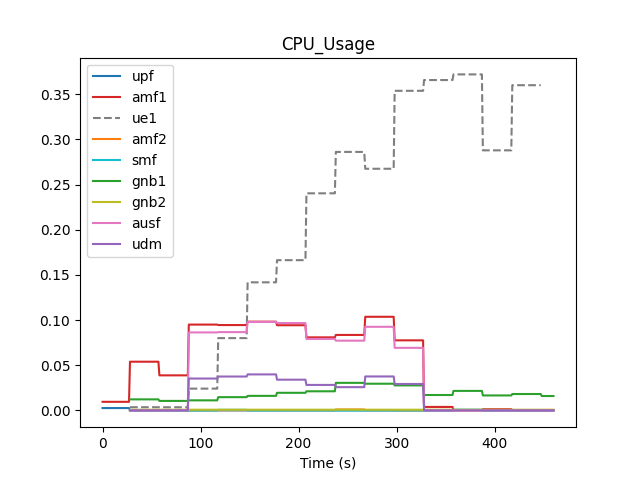 CPU_Usage
upf
amf1
ue1
amf2
smf
gnb1
gnb2
ausf
udm
0.35
0.30
0.25
0.20
0.15
0.10
0.05
0.00
0 100 200 300 400
Time (s)